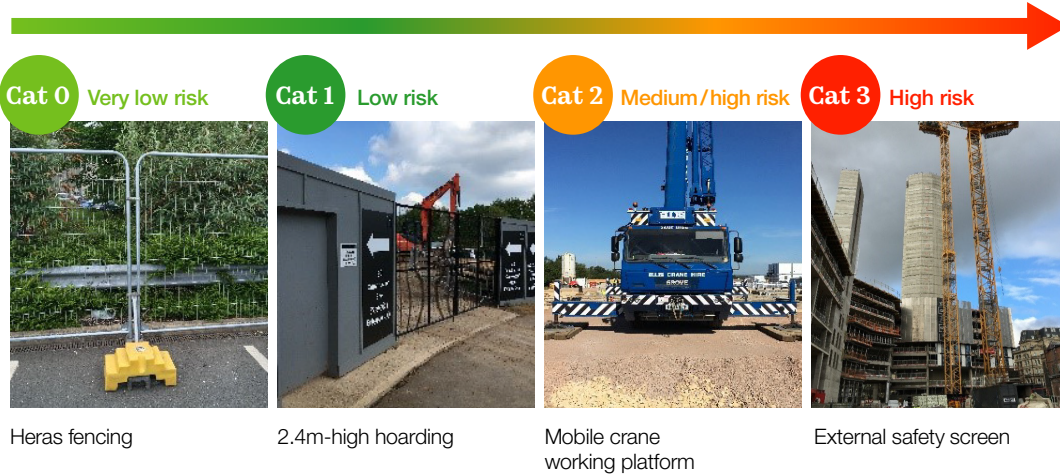 Cat 0 Very low risk
Cat 1 Low risk
Cat 2 Medium/high risk
Cat 3 High risk
ELLIS CRANE HIRE
GROVE
Heras fencing
2.4m-high hoarding
Mobile crane
working platform
External safety screen